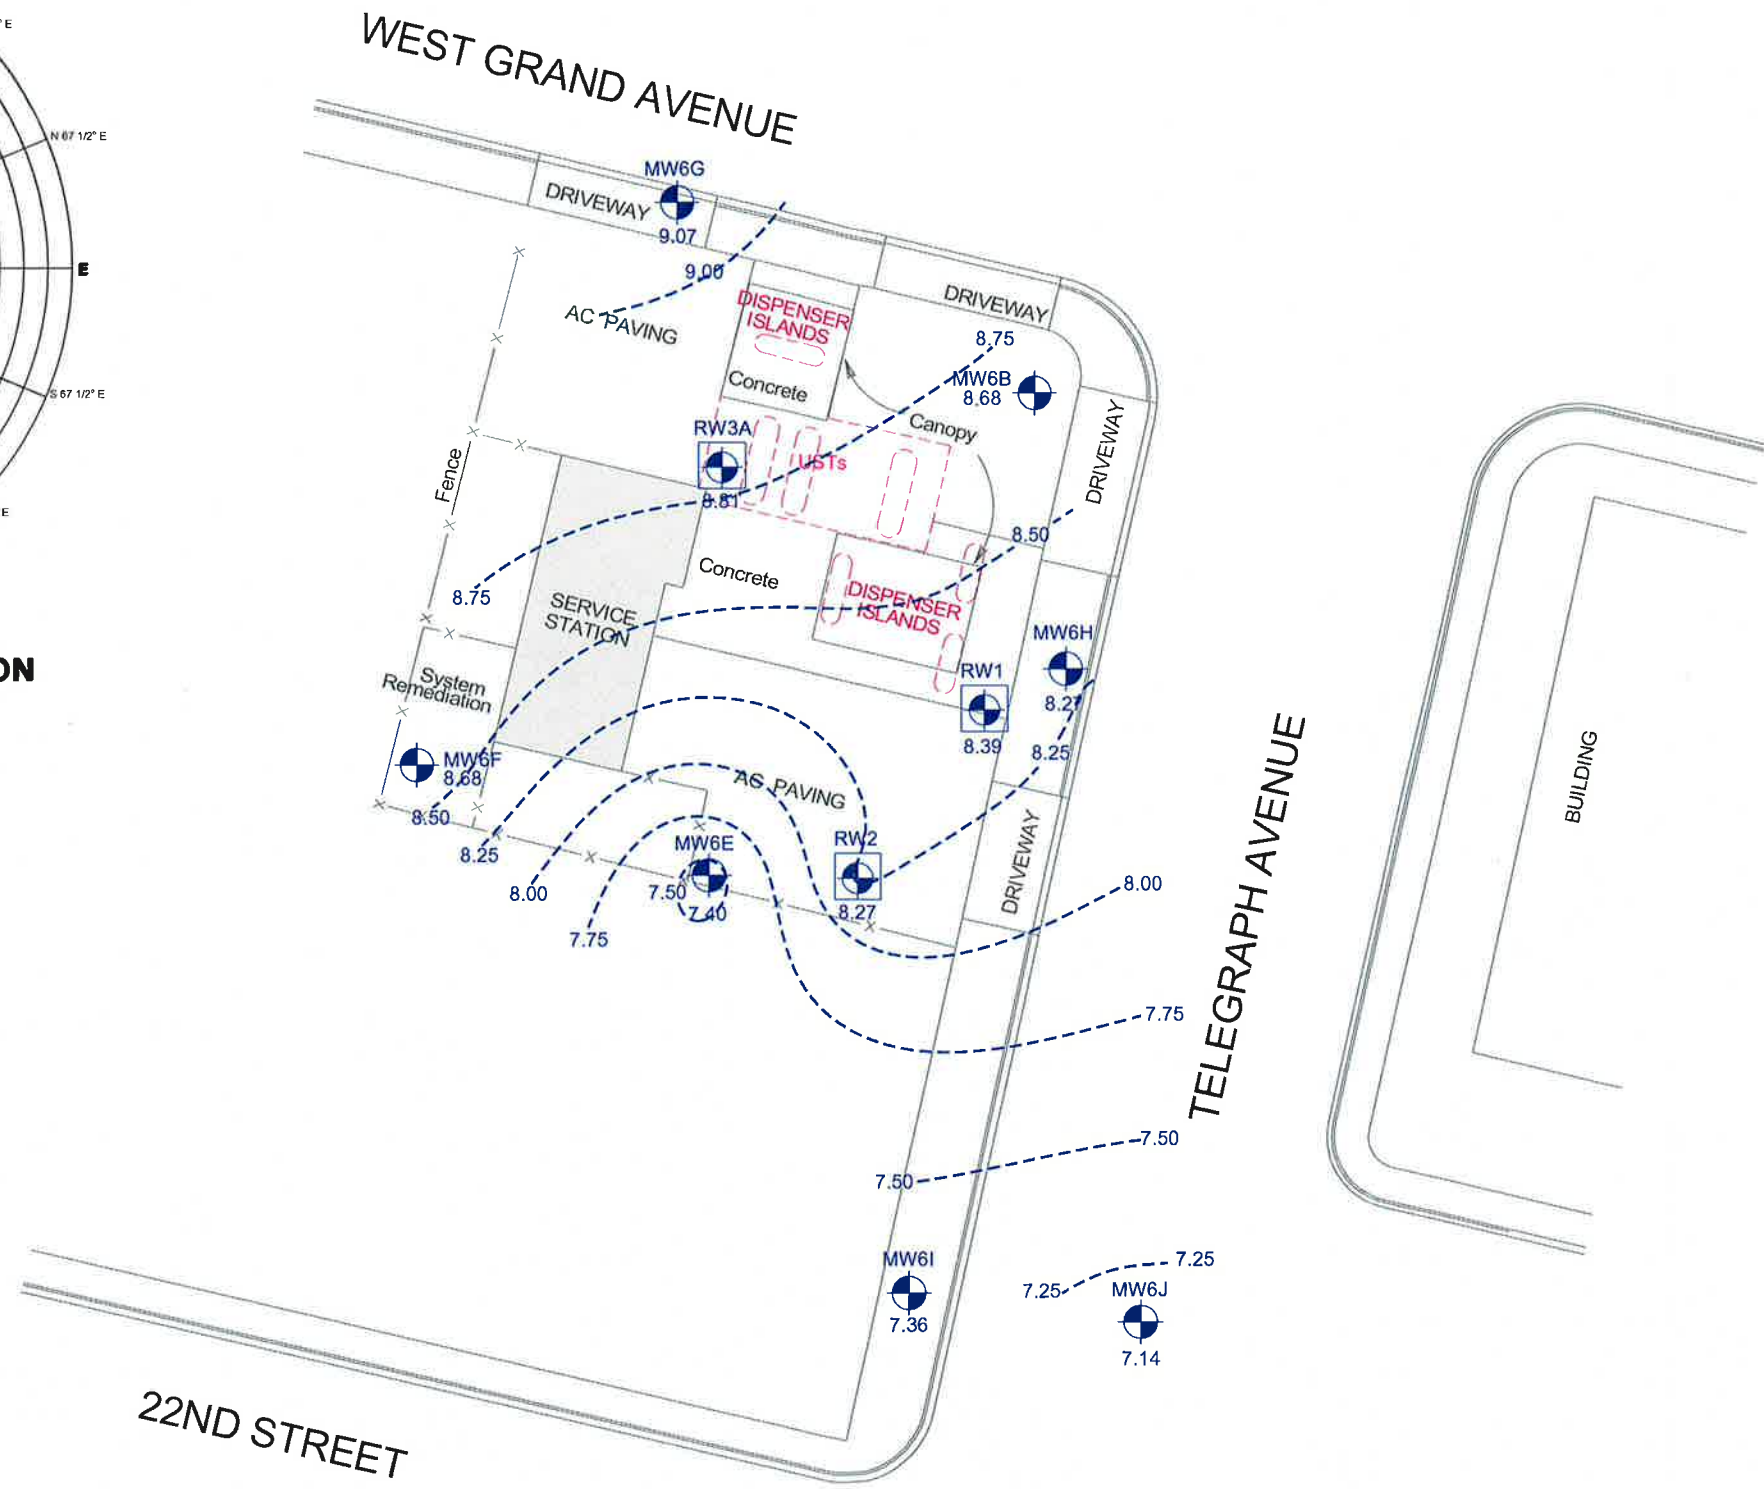 WEST GRAND AVENUE
° E
N 67 1/2° E
E
S 67 1/2° E
E
ON
MW6G
DRIVEWAY
9.07
9.00
AC PAVING
DISPENSER
ISLANDS
Concrete
DRIVEWAY
8.75
MW6B
8.68
Canopy
DRIVEWAY
RW3A
USTs
8.81
Fence
8.50
8.75
Concrete
SERVICE
STATION
DISPENSER
ISLANDS
MW6H
8.27
RW1
8.39
8.25
System
Remediation
MW6F
8.68
8.50
8.25
AC PAVING
8.00
MW6E
7.50
7.40
7.75
RW2
8.27
DRIVEWAY
8.00
7.75
TELEGRAPH AVENUE
BUILDING
7.50
7.50
MW6I
7.36
7.25
7.25
MW6J
7.14
22ND STREET